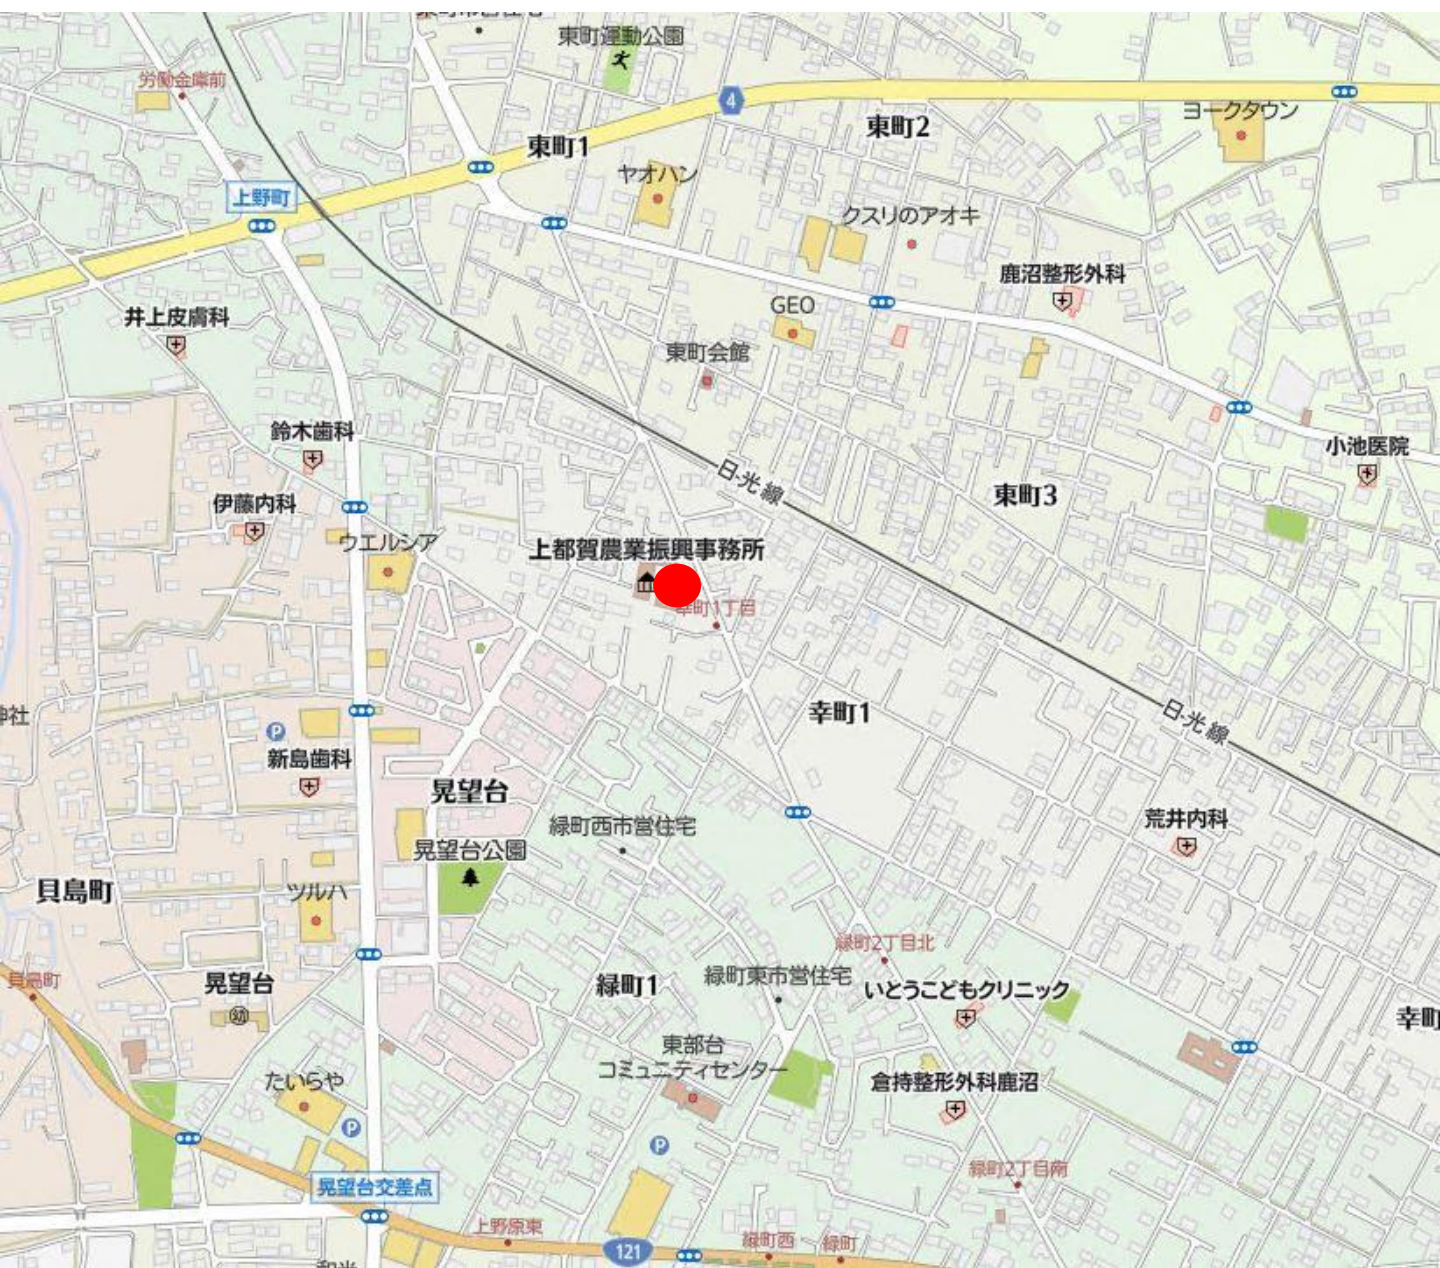 東町運動公園
労働金庫前
4
ヨークタウン
東町2
東町1
ヤオハン
上野町
クスリのアオキ
鹿沼整形外科
GEO
井上皮膚科
東町会館
鈴木歯科
小池医院
日光線
東町3
伊藤内科
ウエルシア
上都賀農業振興事務所
幸町1丁目
神社
幸町1
日光線
P
新島歯科
晃望台
荒井内科
緑町西市営住宅
晃望台公園
貝島町
ツルハ
緑町2丁目北
貝島町
晃望台
緑町1
緑町東市営住宅
いとうこどもクリニック
幼
幸町
東部台
コミュニティセンター
たいらや
倉持整形外科鹿沼
P
P
緑町2丁目南
晃望台交差点
上野原東
121
緑町西
緑町